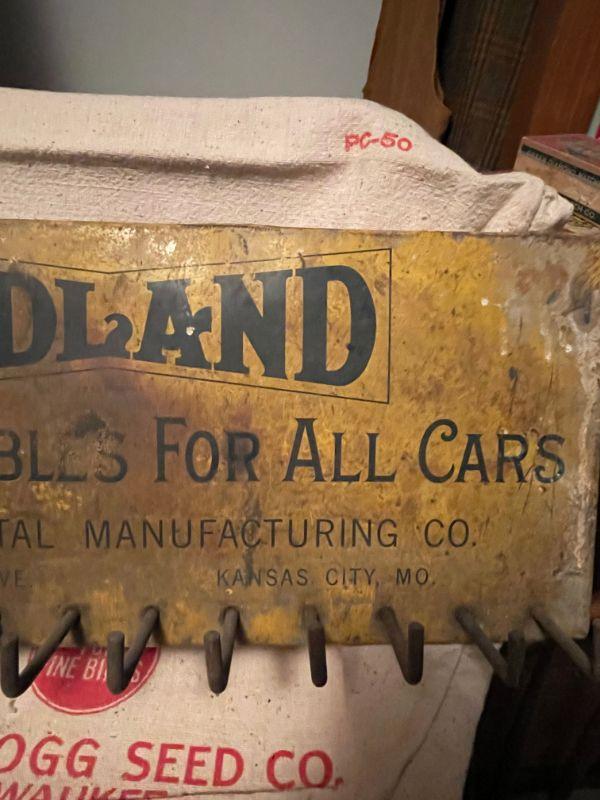 PC-50
DLAND
BLES FOR ALL CARS
TAL MANUFACTURING CO.
VE. KANSAS CITY, MO.
INE BI
OGG SEED CO.
WAUKEE